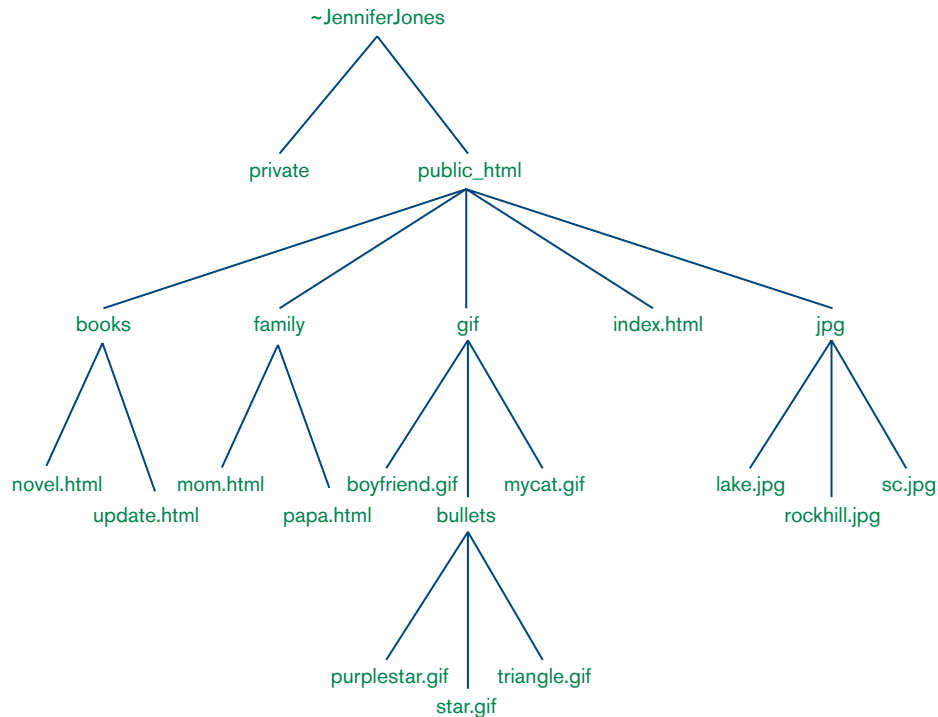 ~JenniferJones
private public_html
books family gif index.html jpg
novel.html mom.html boyfriend.gif mycat.gif lake.jpg sc.jpg
update.html papa.html bullets rockhill.jpg
purplestar.gif triangle.gif
star.gif